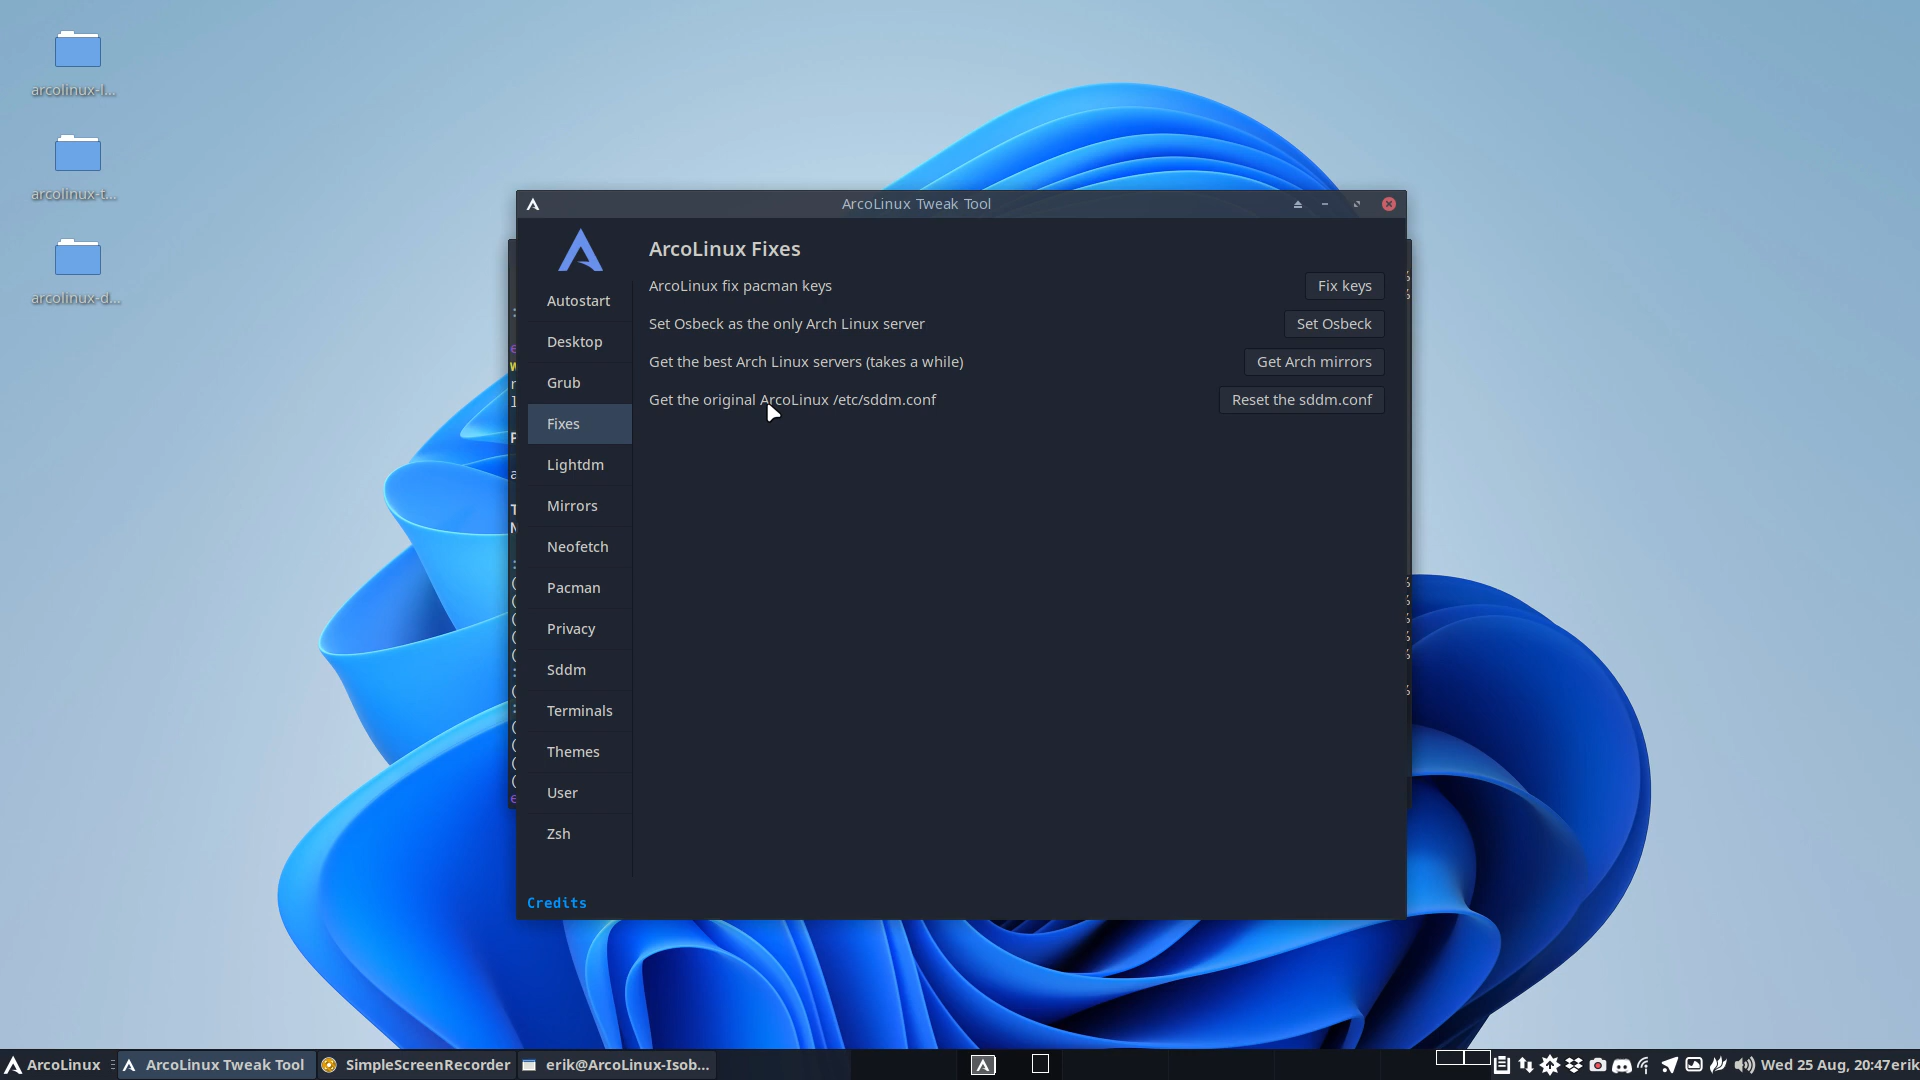 arcolinux-l...
arcolinux-t...
arcolinux-d...
ArcoLinux Tweak Tool
ArcoLinux Fixes
ArcoLinux fix pacman keys
Fix keys
Set Osbeck as the only Arch Linux server
Set Osbeck
Get the best Arch Linux servers (takes a while)
Get Arch mirrors
Get the original ArcoLinux /etc/sddm.conf
Reset the sddm.conf
Autostart
Desktop
Grub
Fixes
Lightdm
Mirrors
Neofetch
Pacman
Privacy
Sddm
Terminals
Themes
User
Zsh
Credits
ArcoLinux
ArcoLinux Tweak Tool
SimpleScreenRecorder
erik@ArcoLinux-Isob...
Wed 25 Aug, 20:47erik